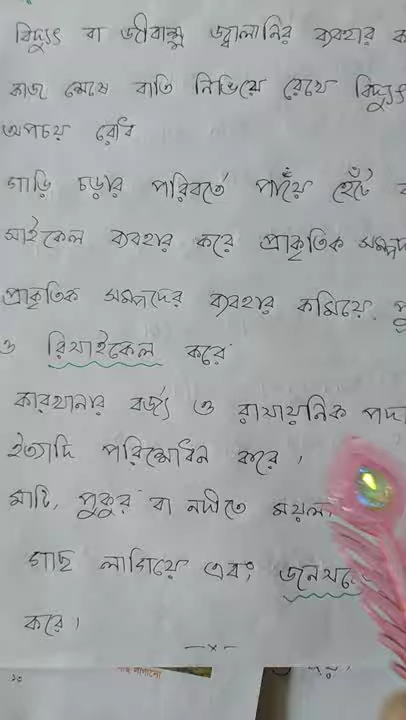 বিদ্যুৎ বা জীবাশ্ম জ্বালানির ব্যবহার ক
কাজ শেষে বাতি নিভিয়ে রেখে বিদ্যুৎ
অপচয় রোধ
গাড়ি চড়ার পরিবর্তে পায়ে হেঁটে ব
সাইকেল ব্যবহার করে প্রাকৃতিক সম্পদ
প্রাকৃতিক সম্পদের ব্যবহার কমিয়ে, পু
ও রিসাইকেল করে
কারখানার বর্জ্য ও রাসায়নিক পদা
ইত্যাদি পরিশোধন করে।
মাটি, পুকুর বা নদীতে ময়লা
গাছ লাগিয়ে এবং জনসচে
করে।
—x—